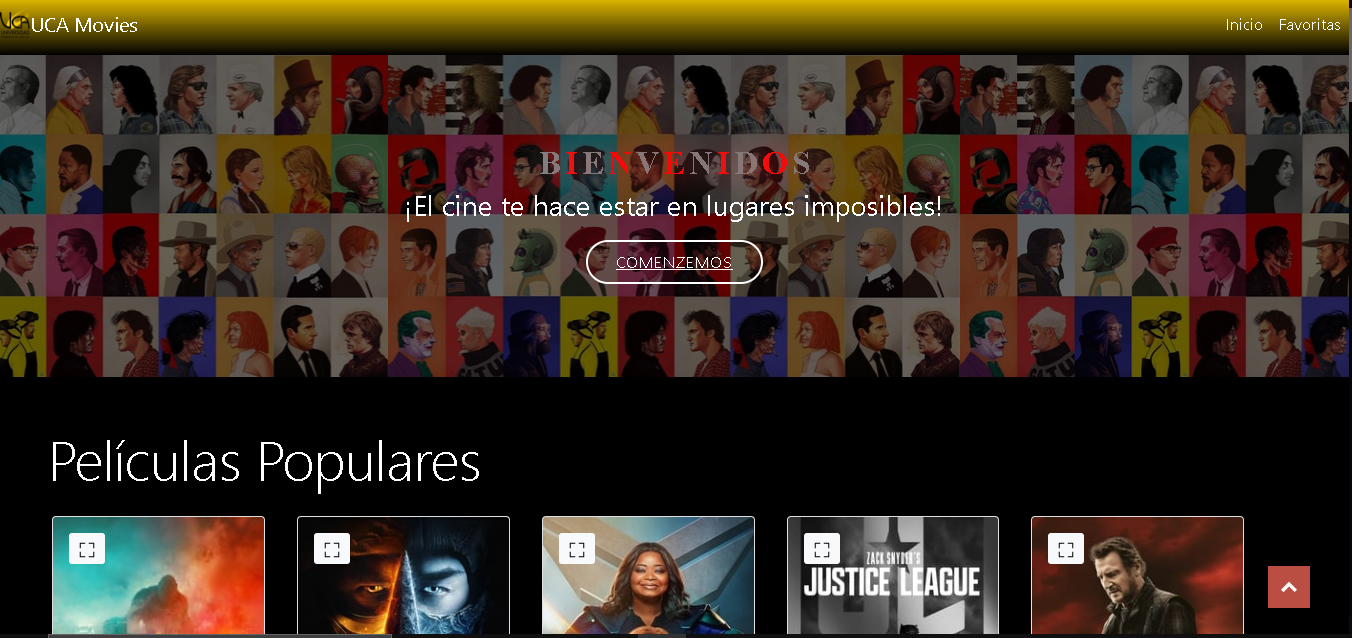 UCA UCA Movies
Inicio Favoritas
BIENVENIDOS
¡El cine te hace estar en lugares imposibles!
COMENZEMOS
Películas Populares
ZACK SNYDER'S
JUSTICE LEAGUE